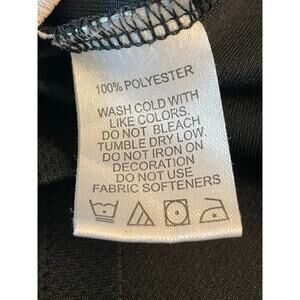 100% POLYESTER
WASH COLD WITH
LIKE COLORS.
DO NOT BLEACH
TUMBLE DRY LOW.
DO NOT IRON ON
DECORATION
DO NOT USE
FABRIC SOFTENERS